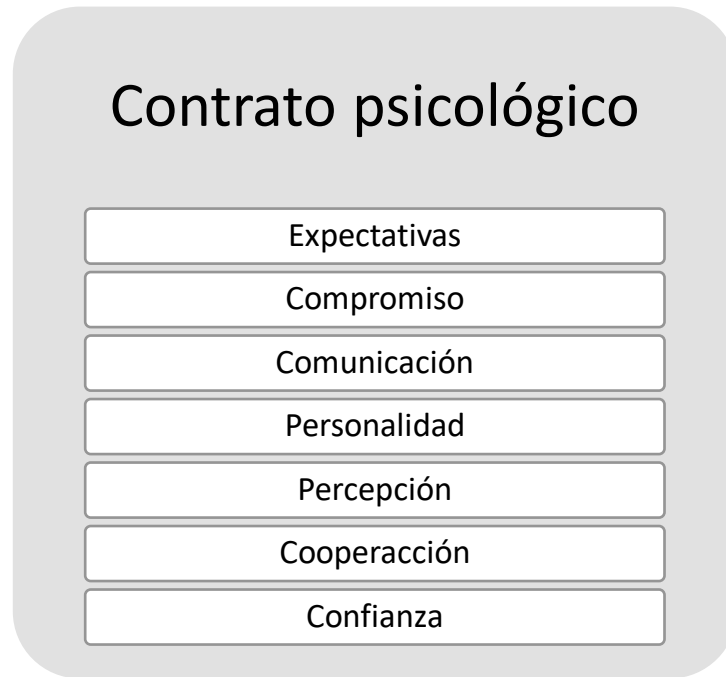 Contrato psicológico
Expectativas
Compromiso
Comunicación
Personalidad
Percepción
Cooperacción
Confianza